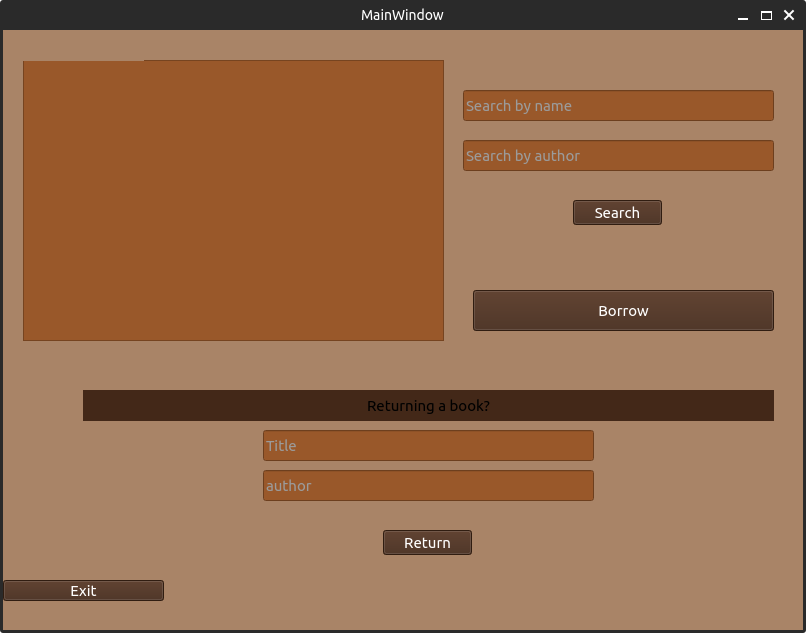 MainWindow
Search by name
Search by author
Search
Borrow
Returning a book?
Title
author
Return
Exit